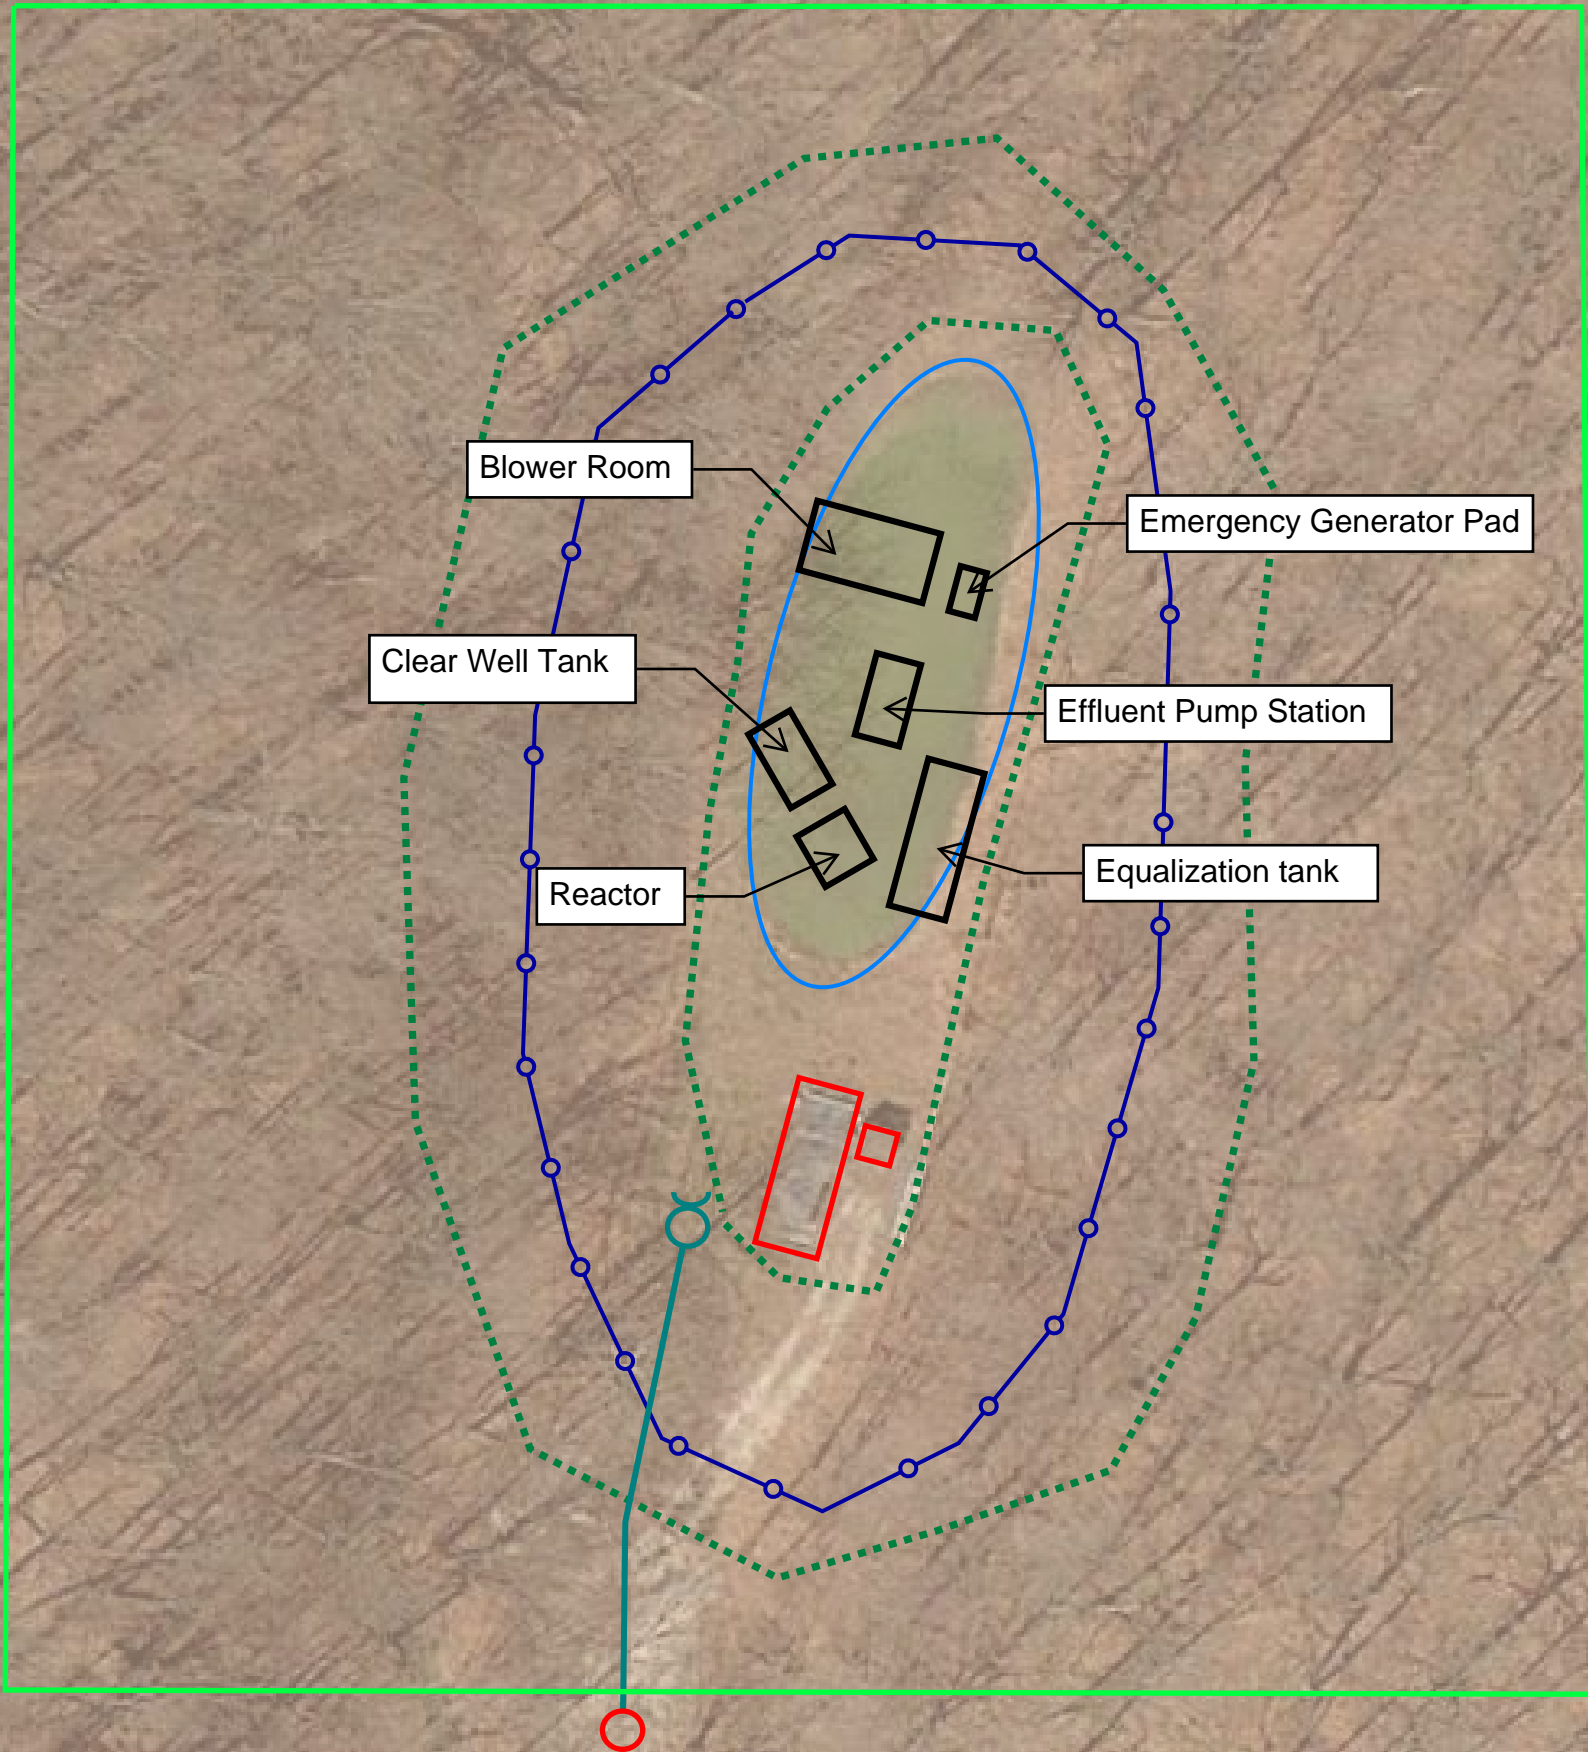 Blower Room
Emergency Generator Pad
Clear Well Tank
Effluent Pump Station
Equalization tank
Reactor